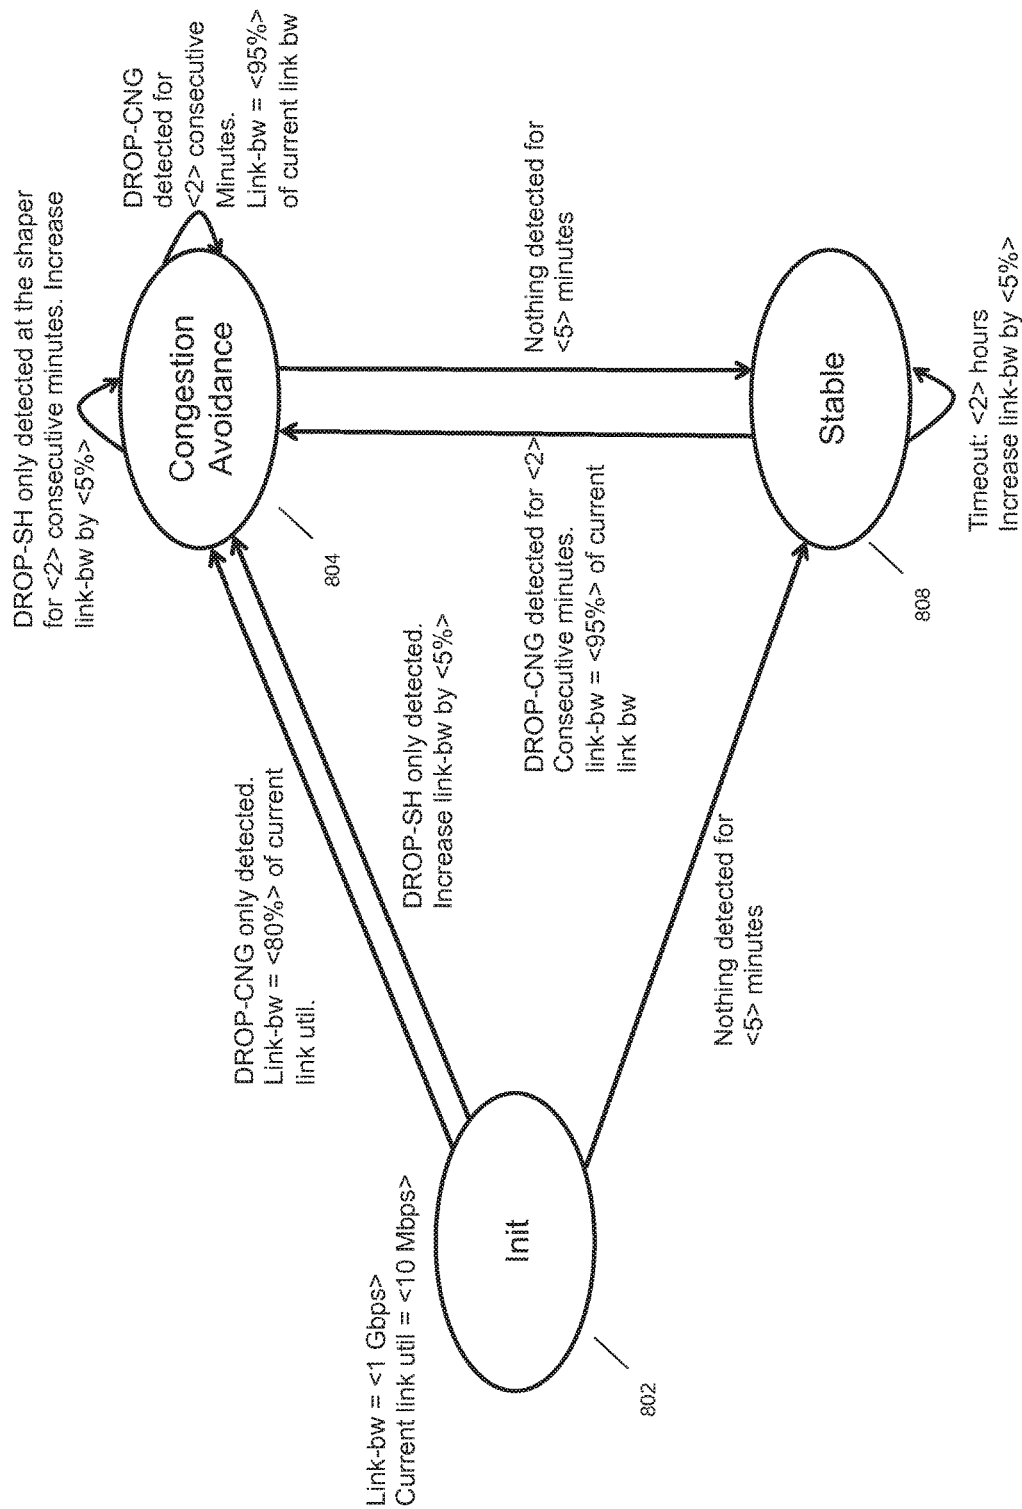 DROP-SH only detected at the shaper
for <2> consecutive minutes. Increase
link-bw by <5%>
DROP-CNG
detected for
<2> consecutive
Minutes.
Link-bw = <95%>
of current link bw
Congestion
Avoidance
804
DROP-CNG only detected.
Link-bw = <80%> of current
link util.
DROP-SH only detected.
Increase link-bw by <5%>
Link-bw = <1 Gbps>
Current link util = <10 Mbps>
Init
802
DROP-CNG detected for <2>
Consecutive minutes.
link-bw = <95%> of current
link bw
Nothing detected for
<5> minutes
Nothing detected for
<5> minutes
Stable
808
Timeout: <2> hours
Increase link-bw by <5%>